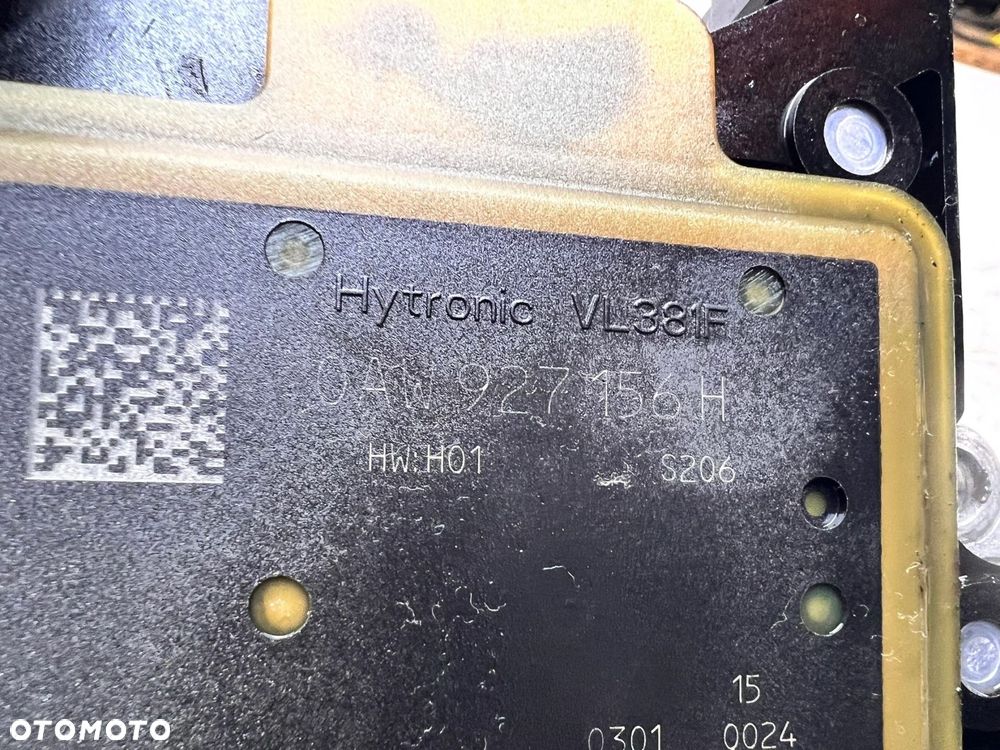 Hytronic VL381F
0AW 927 156 H
HW:H01 S206
15
0301 0024
OTOMOTO